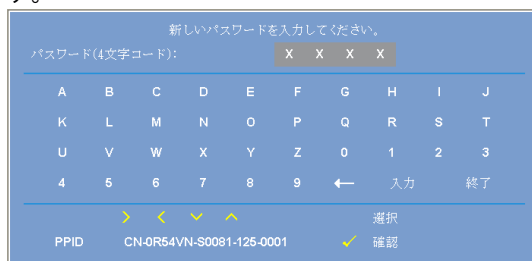 す。
新しいパスワードを入力してください。
パスワード(4文字コード): X X X X
A B C D E F G H I J
K L M N O P Q R S T
U V W X Y Z 0 1 2 3
4 5 6 7 8 9 ← 入力 終了
> < ∨ ∧ 選択
PPID CN-0R54VN-S0081-125-0001 ✓ 確認